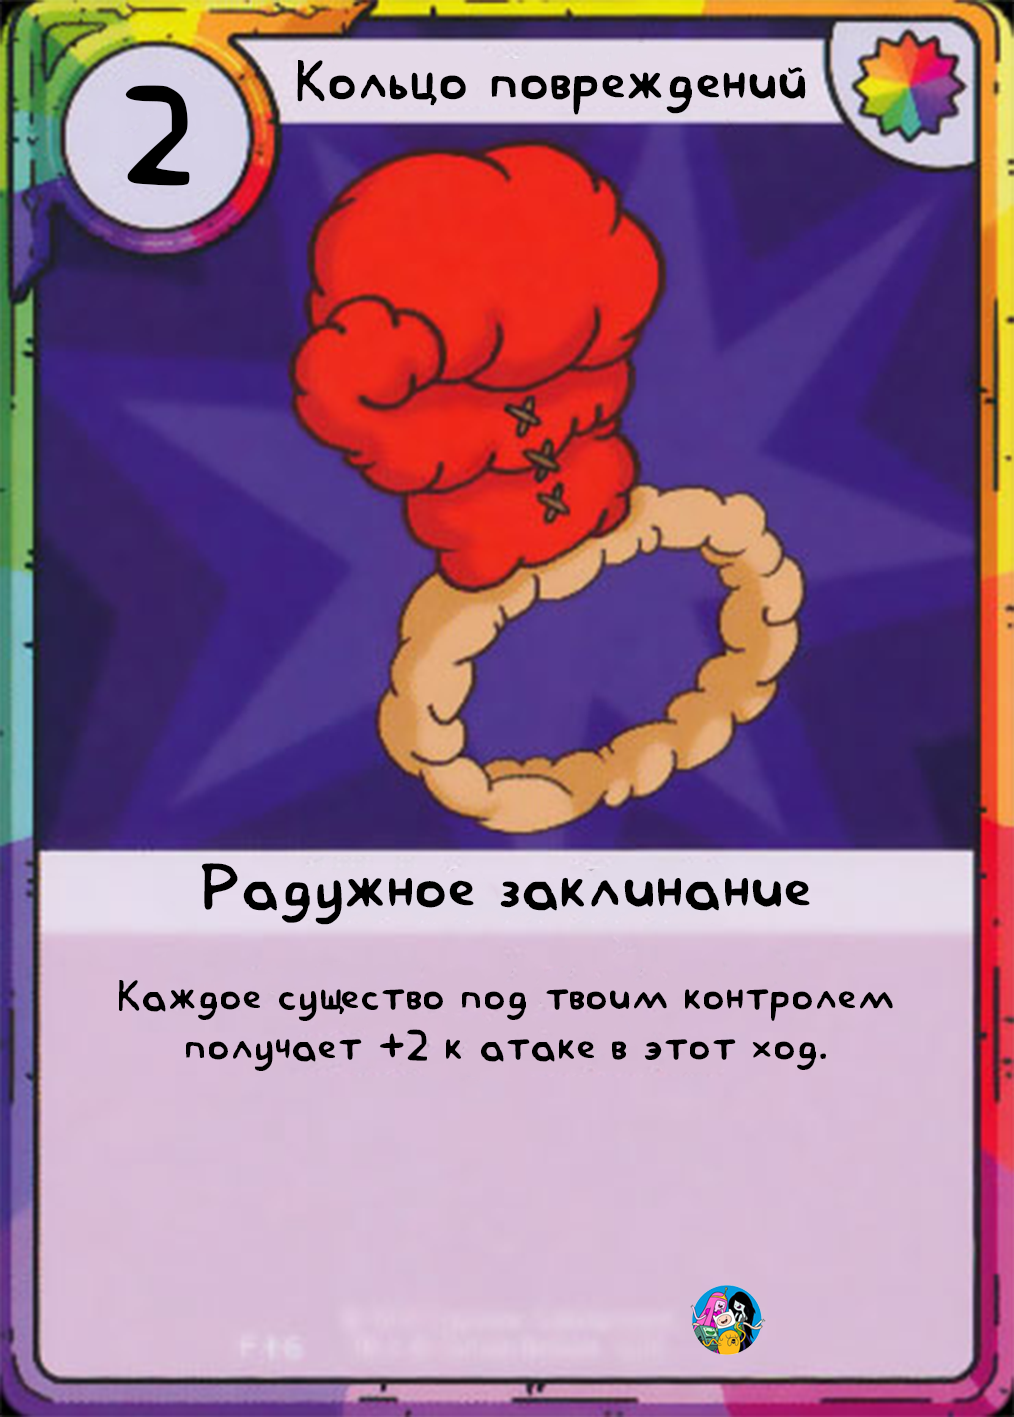 2
Кольцо повреждений
Радужное заклинание
Каждое существо под твоим контролем
получает +2 к атаке в этот ход.